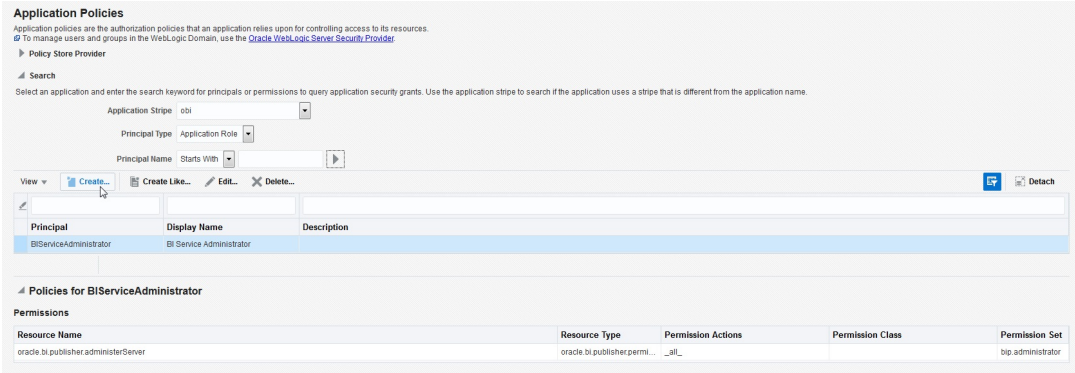 Application Policies
Application policies are the authorization policies that an application relies upon for controlling access to its resources.
To manage users and groups in the WebLogic Domain, use the Oracle WebLogic Server Security Provider.
Policy Store Provider
Search
Select an application and enter the search keyword for principals or permissions to query application security grants. Use the application stripe to search if the application uses a stripe that is different from the application name.
Application Stripe obi
Principal Type Application Role
Principal Name Starts With
View Create... Create Like... Edit... Delete... Detach
Principal Display Name Description
BIServiceAdministrator BI Service Administrator
Policies for BIServiceAdministrator
Permissions
Resource Name Resource Type Permission Actions Permission Class Permission Set
oracle.bi.publisher.administerServer oracle.bi.publisher.permi... _all_ bip.administrator